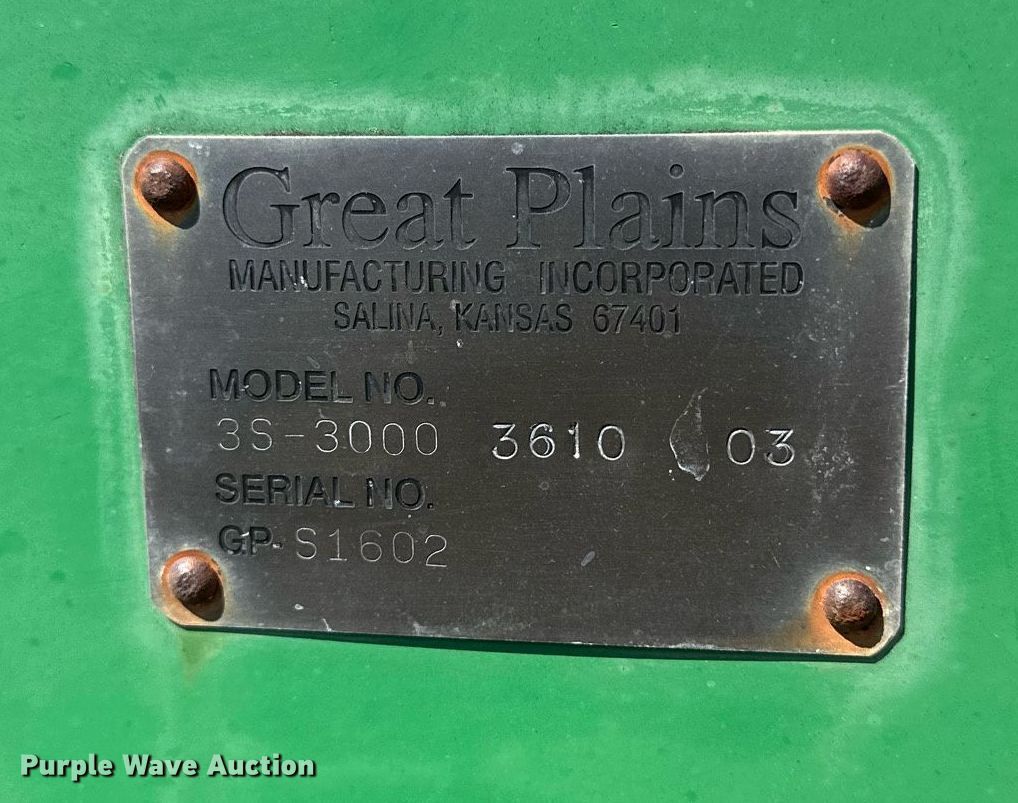 Great Plains
MANUFACTURING INCORPORATED
SALINA, KANSAS 67401
MODEL NO.
3S-3000 3610 03
SERIAL NO.
GP- S1602
Purple Wave Auction